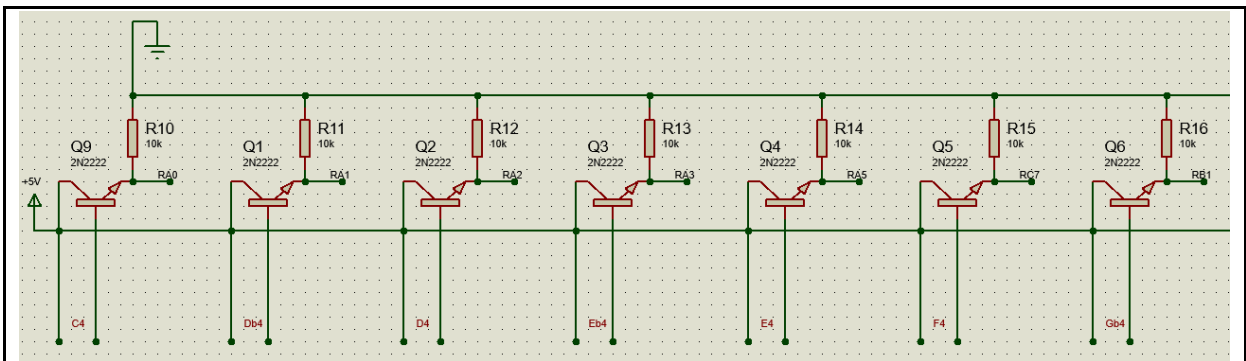 R10 R11 R12 R13 R14 R15 R16
10k 10k 10k 10k 10k 10k 10k
Q9 Q1 Q2 Q3 Q4 Q5 Q6
2N2222 2N2222 2N2222 2N2222 2N2222 2N2222 2N2222
+5V RA0 RA1 RA2 RA3 RA5 RC7 RB1
C4 Db4 D4 Eb4 E4 F4 Gb4